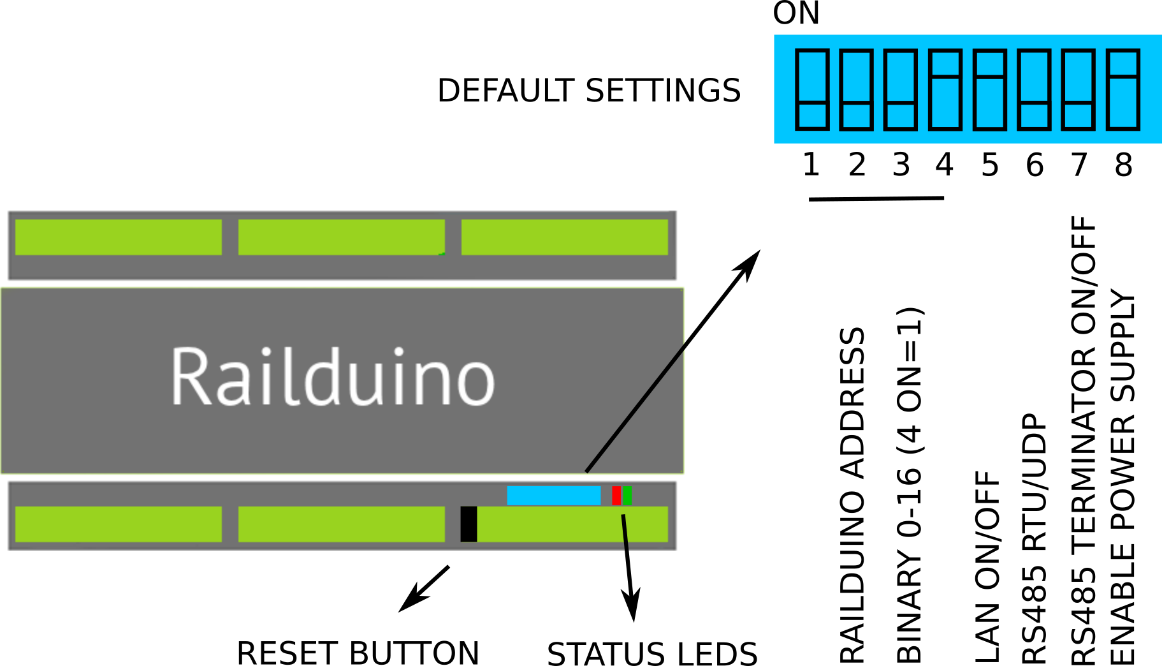 ON
DEFAULT SETTINGS
1 2 3 4 5 6 7 8
Railduino
RAILDUINO ADDRESS
BINARY 0-16 (4 ON=1)
LAN ON/OFF
RS485 RTU/UDP
RS485 TERMINATOR ON/OFF
ENABLE POWER SUPPLY
RESET BUTTON
STATUS LEDS